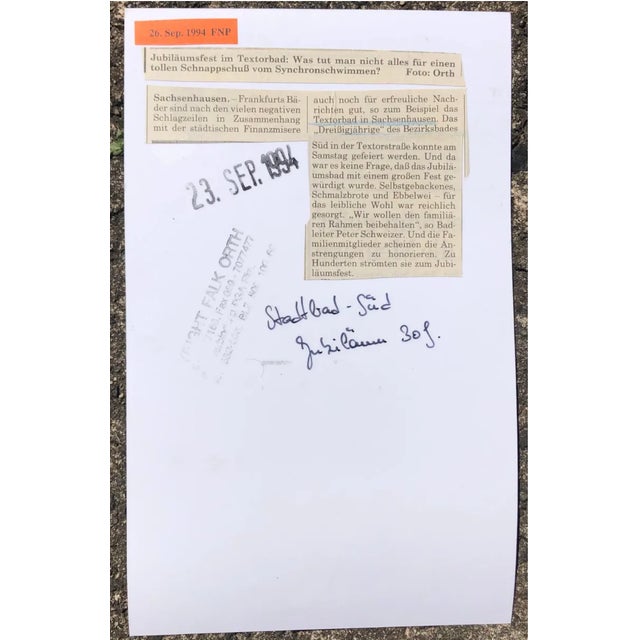 26. Sep. 1994 FNP
Jubiläumsfest im Textorbad: Was tut man nicht alles für einen
tollen Schnappschuß vom Synchronschwimmen? Foto: Orth
Sachsenhausen. – Frankfurts Bä-
der sind nach den vielen negativen
Schlagzeilen in Zusammenhang
mit der städtischen Finanzmisere
auch noch für erfreuliche Nach-
richten gut, so zum Beispiel das
Textorbad in Sachsenhausen. Das
„Dreißigjährige“ des Bezirksbades
Süd in der Textorstraße konnte am
Samstag gefeiert werden. Und da
war es keine Frage, daß das Jubilä-
umsbad mit einem großen Fest ge-
würdigt wurde. Selbstgebackenes,
Schmalzbrote und Ebbelwei – für
das leibliche Wohl war reichlich
gesorgt. „Wir wollen den familiä-
ren Rahmen beibehalten“, so Bad-
leiter Peter Schweizer. Und die Fa-
milienmitglieder scheinen die An-
strengungen zu honorieren. Zu
Hunderten strömten sie zum Jubi-
läumsfest.
23. SEP. 1994
FALK ORTH
Stadtbad-Süd
Jubiläum 30J.